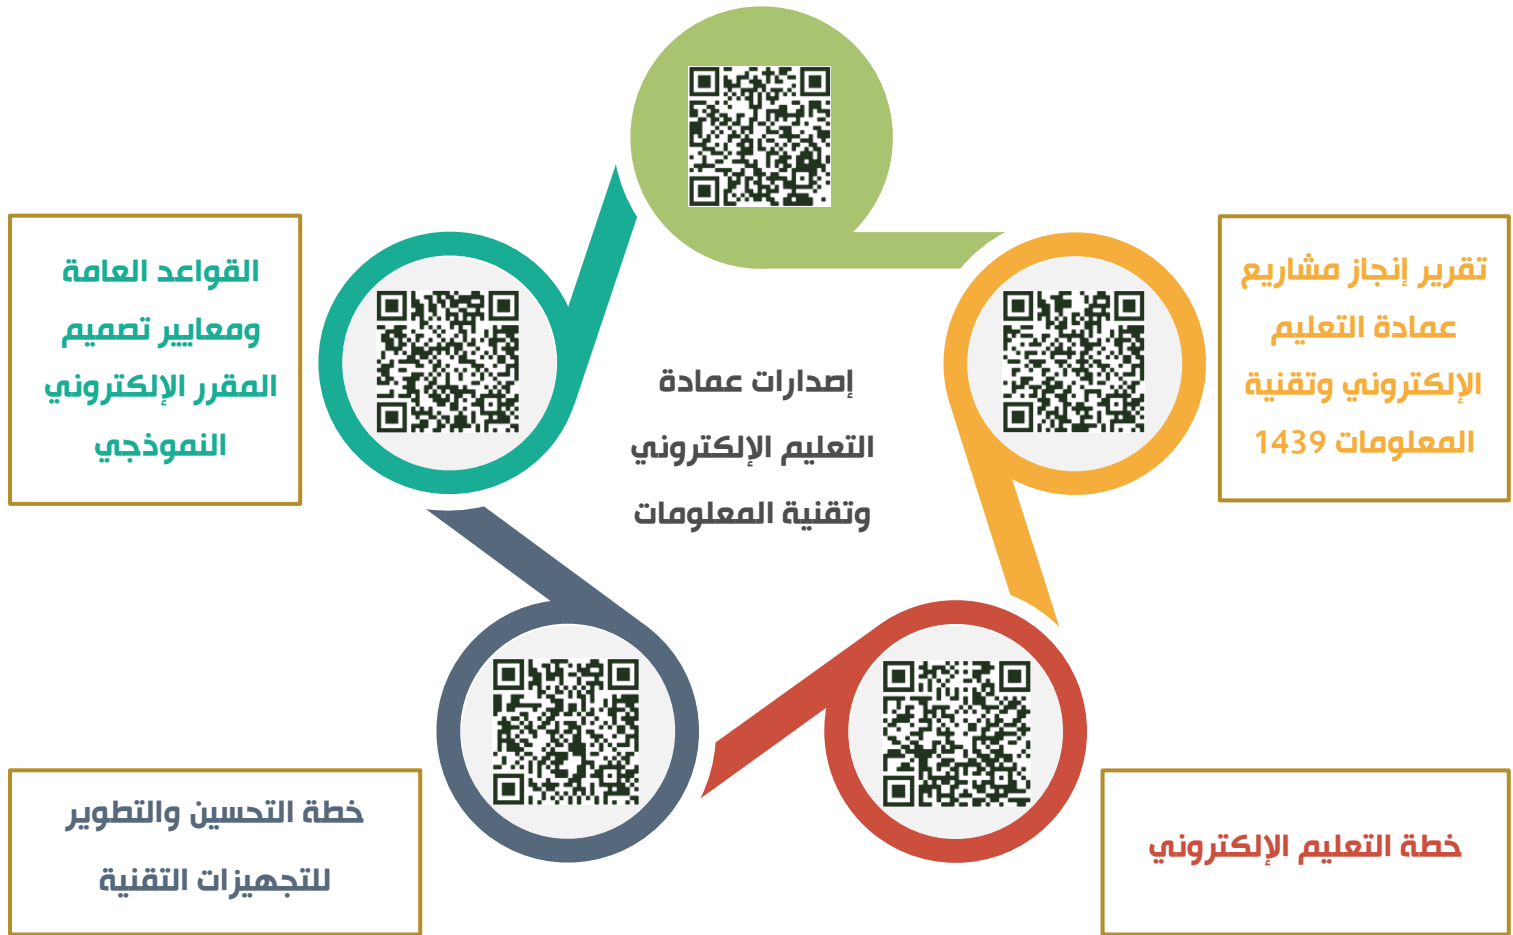 تقرير إنجاز مشاريع
عمادة التعليم
الإلكتروني وتقنية
المعلومات 1439
القواعد العامة
ومعايير تصميم
المقرر الإلكتروني
النموذجي
إصدارات عمادة
التعليم الإلكتروني
وتقنية المعلومات
خطة التعليم الإلكتروني
خطة التحسين والتطوير
للتجهيزات التقنية